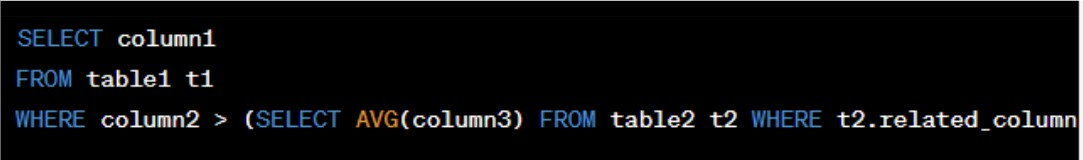 SELECT column1
FROM table1 t1
WHERE column2 > (SELECT AVG(column3) FROM table2 t2 WHERE t2.related_column